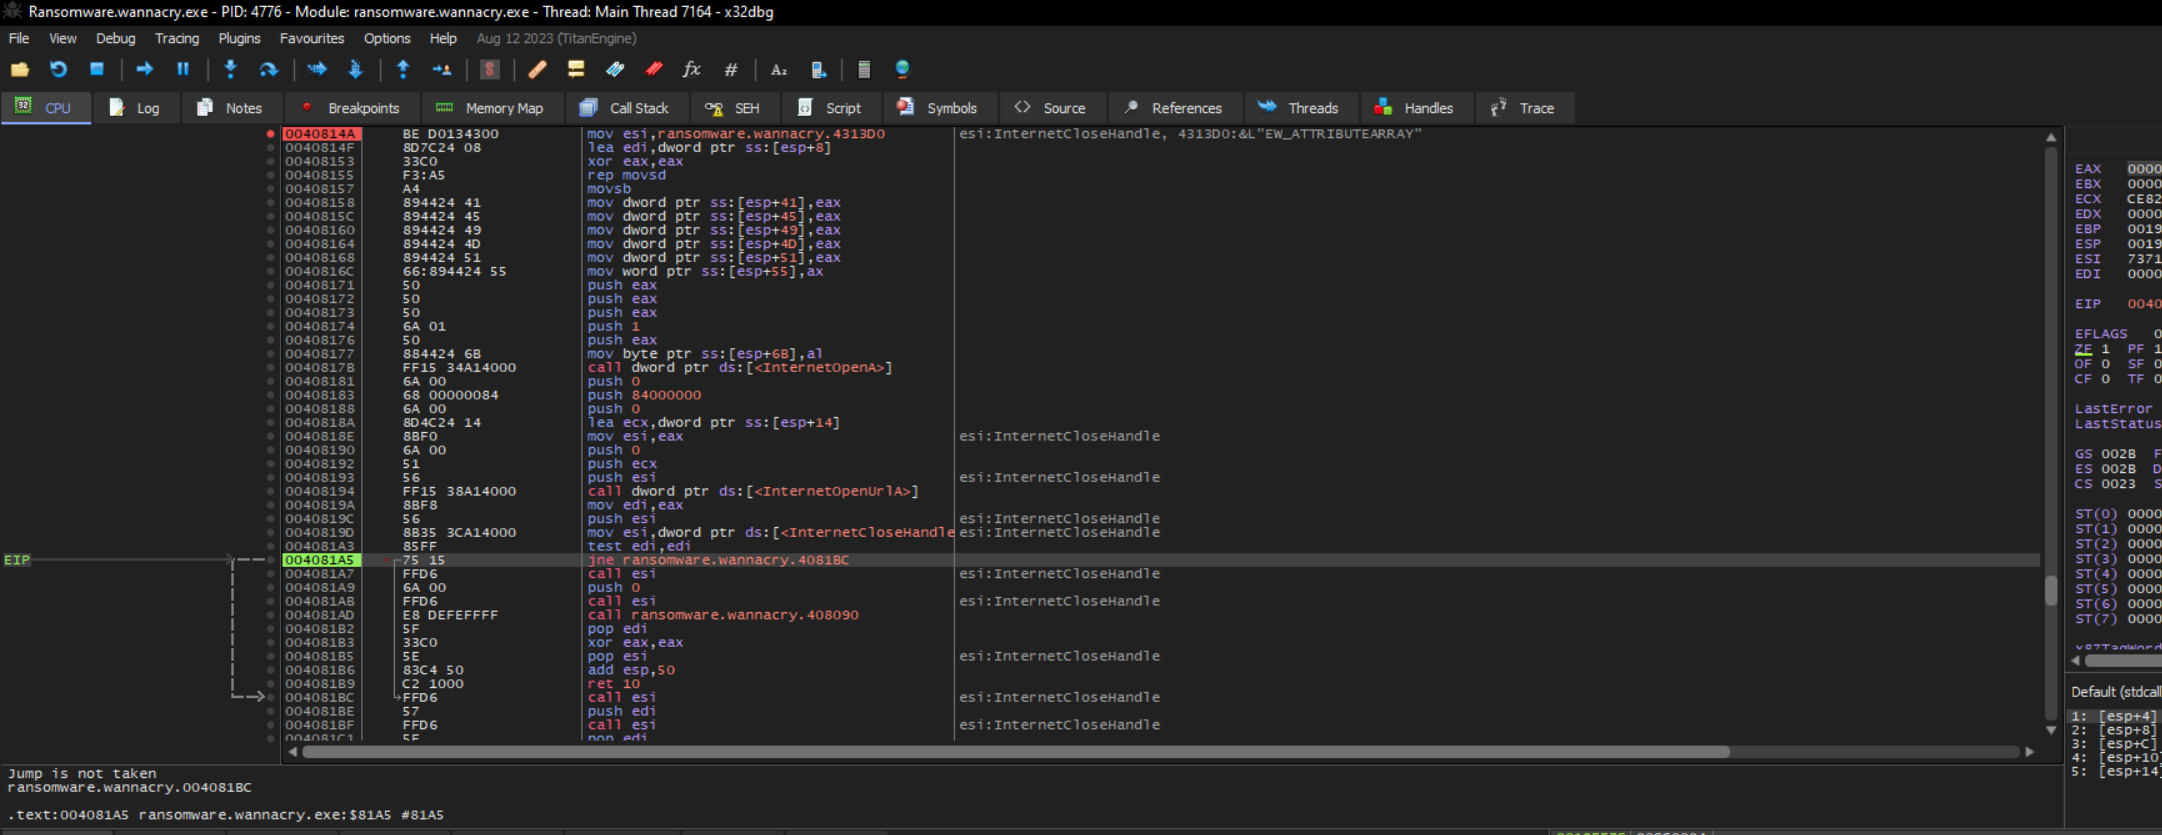 Ransomware.wannacry.exe - PID: 4776 - Module: ransomware.wannacry.exe - Thread: Main Thread 7164 - x32dbg
File View Debug Tracing Plugins Favourites Options Help Aug 12 2023 (TitanEngine)
CPU Log Notes Breakpoints Memory Map Call Stack SEH Script Symbols Source References Threads Handles Trace
0040814A BE D0134300 mov esi,ransomware.wannacry.4313D0 esi:InternetCloseHandle, 4313D0:&L"EW_ATTRIBUTEARRAY"
0040814F 8D7C24 08 lea edi,dword ptr ss:[esp+8]
00408153 33C0 xor eax,eax
00408155 F3:A5 rep movsd
00408157 A4 movsb
00408158 894424 41 mov dword ptr ss:[esp+41],eax
0040815C 894424 45 mov dword ptr ss:[esp+45],eax
00408160 894424 49 mov dword ptr ss:[esp+49],eax
00408164 894424 4D mov dword ptr ss:[esp+4D],eax
00408168 894424 51 mov dword ptr ss:[esp+51],eax
0040816C 66:894424 55 mov word ptr ss:[esp+55],ax
00408171 50 push eax
00408172 50 push eax
00408173 50 push eax
00408174 6A 01 push 1
00408176 50 push eax
00408177 884424 6B mov byte ptr ss:[esp+6B],al
0040817B FF15 34A14000 call dword ptr ds:[<InternetOpenA>]
00408181 6A 00 push 0
00408183 68 00000084 push 84000000
00408188 6A 00 push 0
0040818A 8D4C24 14 lea ecx,dword ptr ss:[esp+14]
0040818E 8BF0 mov esi,eax esi:InternetCloseHandle
00408190 6A 00 push 0
00408192 51 push ecx
00408193 56 push esi esi:InternetCloseHandle
00408194 FF15 38A14000 call dword ptr ds:[<InternetOpenUrlA>]
0040819A 8BF8 mov edi,eax
0040819C 56 push esi esi:InternetCloseHandle
0040819D 8B35 3CA14000 mov esi,dword ptr ds:[<InternetCloseHandle esi:InternetCloseHandle
004081A3 85FF test edi,edi
EIP 004081A5 75 15 jne ransomware.wannacry.4081BC
004081A7 FFD6 call esi esi:InternetCloseHandle
004081A9 6A 00 push 0
004081AB FFD6 call esi esi:InternetCloseHandle
004081AD E8 DEFEFFFF call ransomware.wannacry.408090
004081B2 5F pop edi
004081B3 33C0 xor eax,eax
004081B5 5E pop esi esi:InternetCloseHandle
004081B6 83C4 50 add esp,50
004081B9 C2 1000 ret 10
004081BC FFD6 call esi esi:InternetCloseHandle
004081BE 57 push edi
004081BF FFD6 call esi esi:InternetCloseHandle
004081C1 5F pop edi
EAX 0000
EBX 0000
ECX CE82
EDX 0000
EBP 0019
ESP 0019
ESI 7371
EDI 0000
EIP 0040
EFLAGS 0
ZF 1 PF 1
OF 0 SF 0
CF 0 TF 0
LastError
LastStatus
GS 002B F
ES 002B D
CS 0023 S
ST(0) 0000
ST(1) 0000
ST(2) 0000
ST(3) 0000
ST(4) 0000
ST(5) 0000
ST(6) 0000
ST(7) 0000
x87TagWord
Default (stdcall
1: [esp+4]
2: [esp+8]
3: [esp+C]
4: [esp+10]
5: [esp+14]
Jump is not taken
ransomware.wannacry.004081BC
.text:004081A5 ransomware.wannacry.exe:$81A5 #81A5